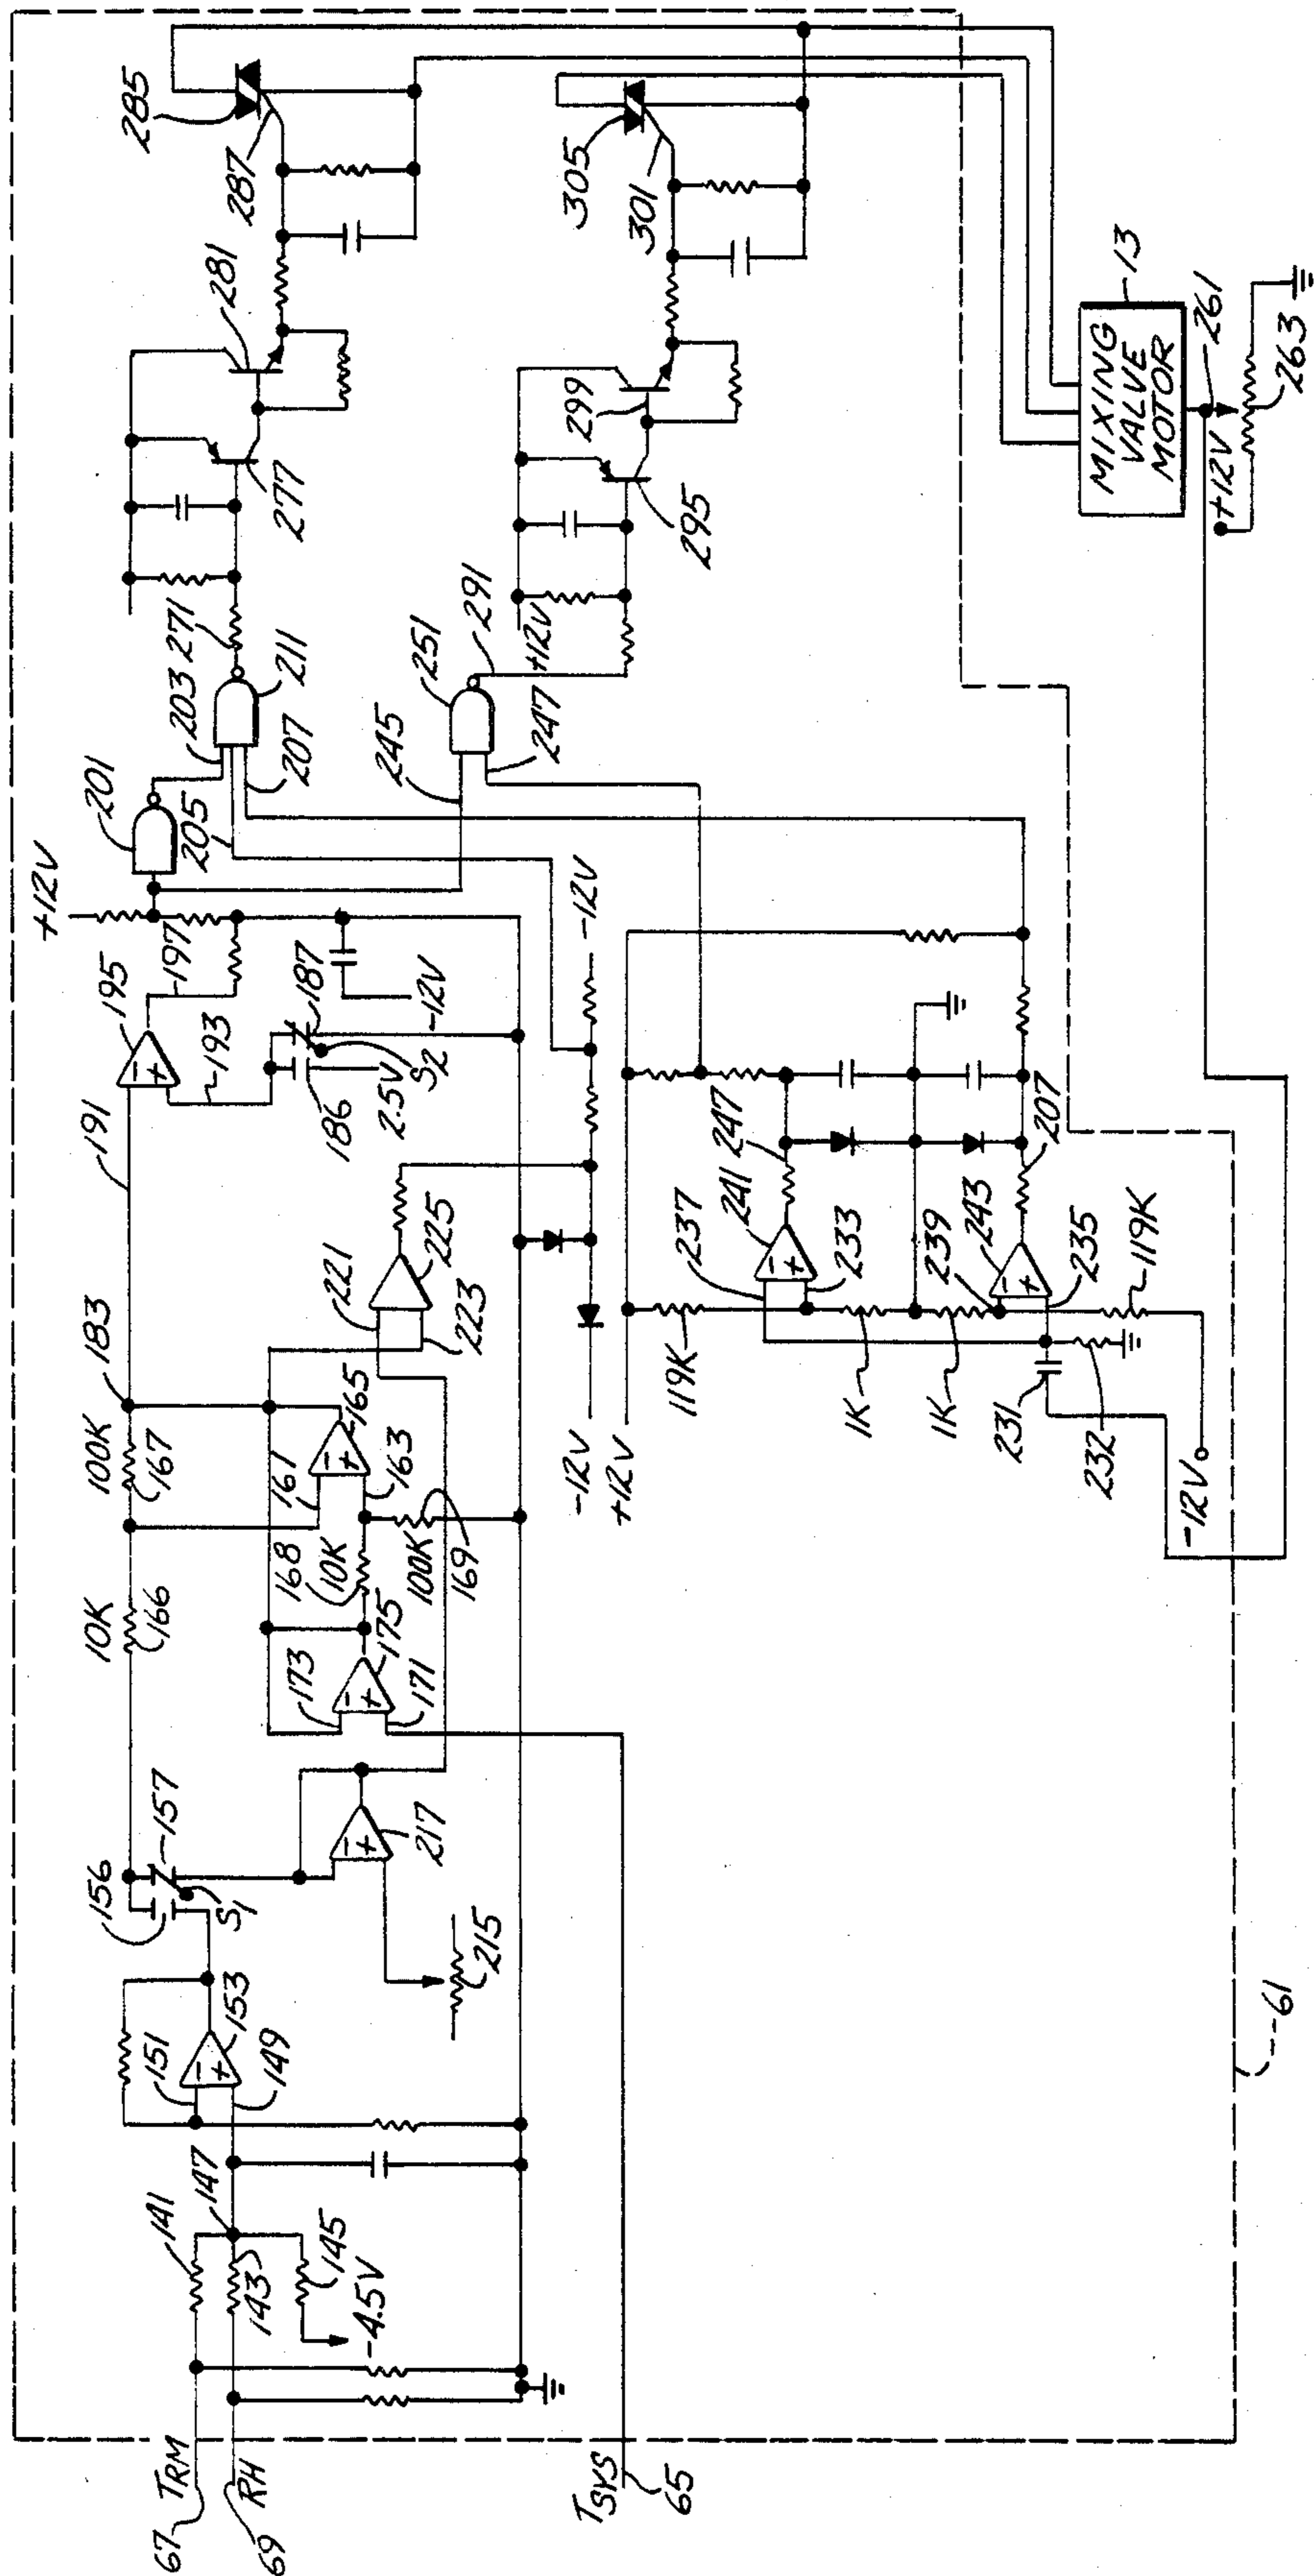 67
TRM
69
RH
TSYS
65
141
143
145
-4.5V
147
151
153
149
156
157
S1
215
217
10K
166
173
175
171
168
10K
100K
169
100K
167
161
165
163
183
221
225
223
191
193
195
197
186
187
2.5V
S2
-12V
+12V
201
203
205
207
211
271
277
281
287
285
245
247
251
291
+12V
295
299
301
305
-12V
-12V
+12V
119K
1K
1K
237
241
233
247
239
243
235
207
119K
231
232
-12V
61
MIXING
VALVE
MOTOR
13
261
+12V
263